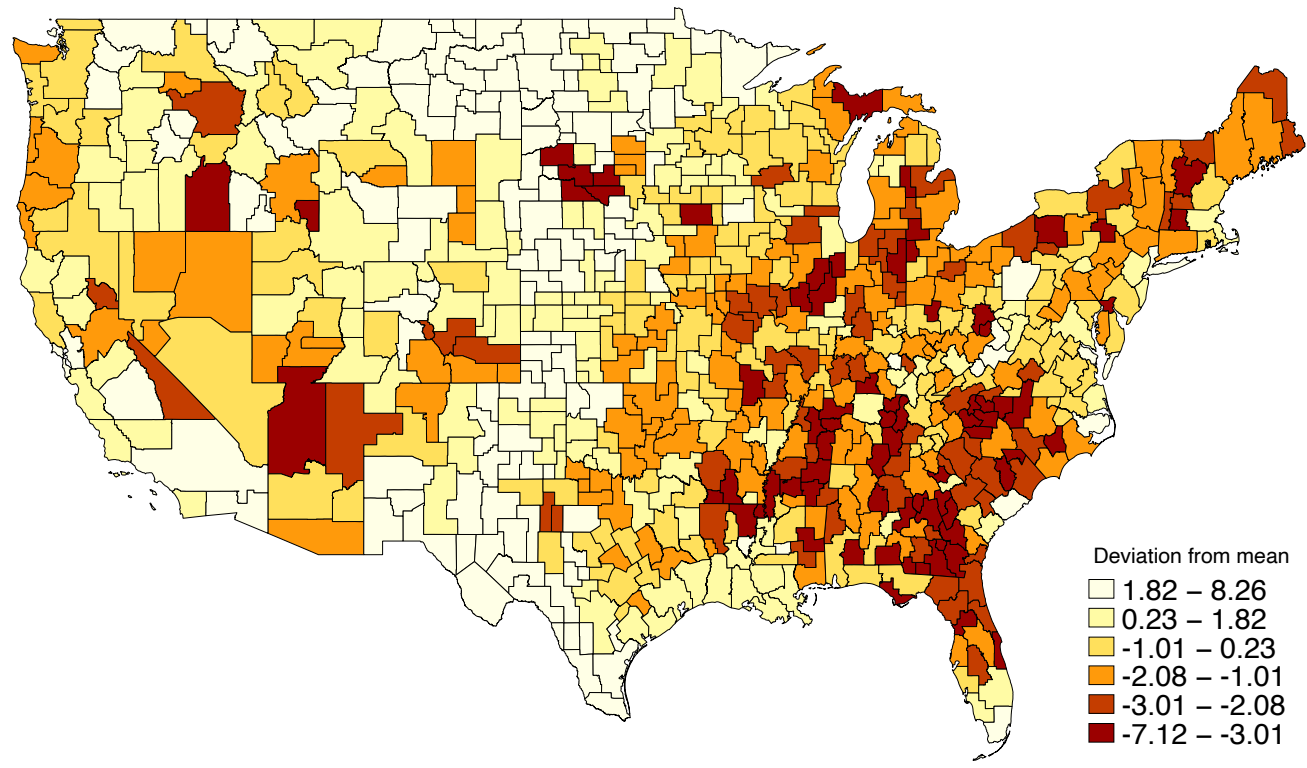 Deviation from mean
1.82 − 8.26
0.23 − 1.82
-1.01 − 0.23
-2.08 − -1.01
-3.01 − -2.08
-7.12 − -3.01